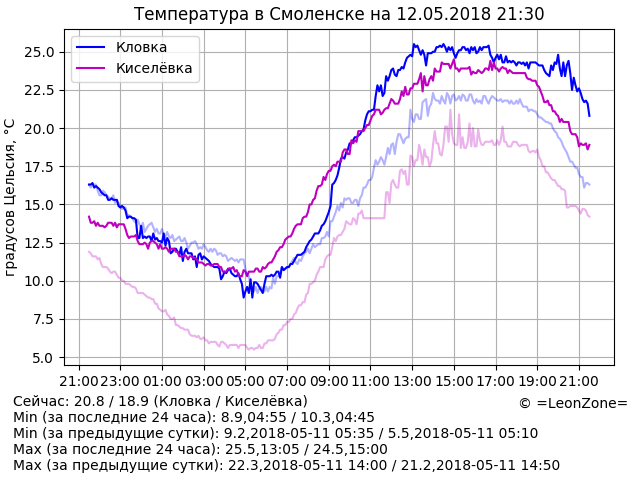 Температура в Смоленске на 12.05.2018 21:30
Кловка
Киселёвка
градусов Цельсия, °C
25.0
22.5
20.0
17.5
15.0
12.5
10.0
7.5
5.0
21:00 23:00 01:00 03:00 05:00 07:00 09:00 11:00 13:00 15:00 17:00 19:00 21:00
© =LeonZone=
Сейчас: 20.8 / 18.9 (Кловка / Киселёвка)
Min (за последние 24 часа): 8.9,04:55 / 10.3,04:45
Min (за предыдущие сутки): 9.2,2018-05-11 05:35 / 5.5,2018-05-11 05:10
Max (за последние 24 часа): 25.5,13:05 / 24.5,15:00
Max (за предыдущие сутки): 22.3,2018-05-11 14:00 / 21.2,2018-05-11 14:50